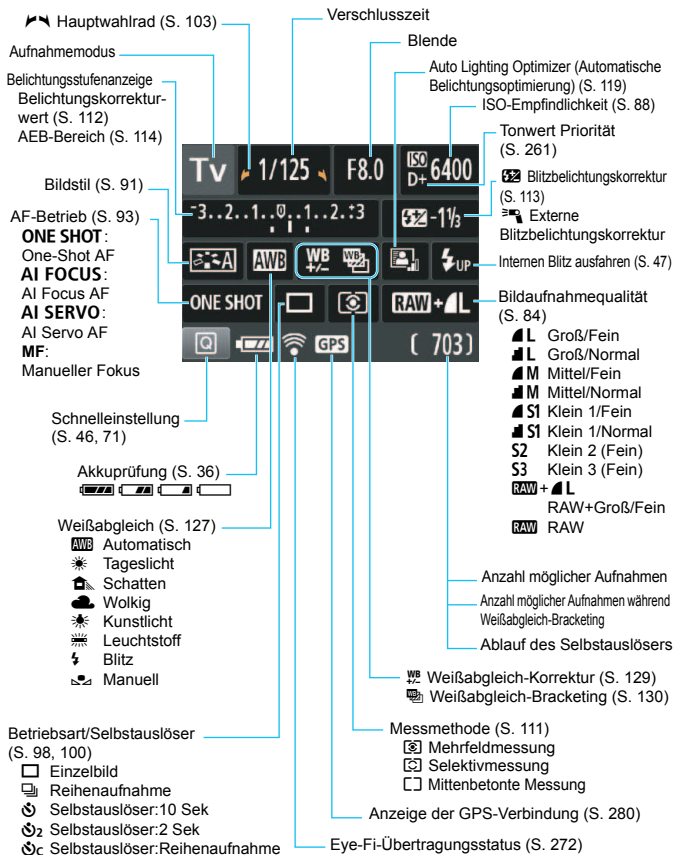 Hauptwahlrad (S. 103)
Verschlusszeit
Aufnahmemodus
Blende
Belichtungsstufenanzeige
Belichtungskorrektur-
wert (S. 112)
AEB-Bereich (S. 114)
Auto Lighting Optimizer (Automatische
Belichtungsoptimierung) (S. 119)
ISO-Empfindlichkeit (S. 88)
Tonwert Priorität
(S. 261)
Blitzbelichtungskorrektur
(S. 113)
Externe
Blitzbelichtungskorrektur
Internen Blitz ausfahren (S. 47)
Bildstil (S. 91)
AF-Betrieb (S. 93)
ONE SHOT:
One-Shot AF
AI FOCUS:
AI Focus AF
AI SERVO:
AI Servo AF
MF:
Manueller Fokus
Tv 1/125 F8.0 ISO D+ 6400
-3..2..1..0..1..2.+3 -1⅓
A AWB WB +/- WB UP
ONE SHOT RAW+L
Q GPS ( 703)
Bildaufnahmequalität
(S. 84)
L Groß/Fein
L Groß/Normal
M Mittel/Fein
M Mittel/Normal
S1 Klein 1/Fein
S1 Klein 1/Normal
S2 Klein 2 (Fein)
S3 Klein 3 (Fein)
RAW + L
RAW+Groß/Fein
RAW RAW
Schnelleinstellung
(S. 46, 71)
Akkuprüfung (S. 36)
Weißabgleich (S. 127)
AWB Automatisch
Tageslicht
Schatten
Wolkig
Kunstlicht
Leuchtstoff
Blitz
Manuell
Anzahl möglicher Aufnahmen
Anzahl möglicher Aufnahmen während
Weißabgleich-Bracketing
Ablauf des Selbstauslösers
WB +/- Weißabgleich-Korrektur (S. 129)
WB Weißabgleich-Bracketing (S. 130)
Messmethode (S. 111)
Mehrfeldmessung
Selektivmessung
Mittenbetonte Messung
Anzeige der GPS-Verbindung (S. 280)
Eye-Fi-Übertragungsstatus (S. 272)
Betriebsart/Selbstauslöser
(S. 98, 100)
Einzelbild
Reihenaufnahme
Selbstauslöser:10 Sek
2 Selbstauslöser:2 Sek
C Selbstauslöser:Reihenaufnahme